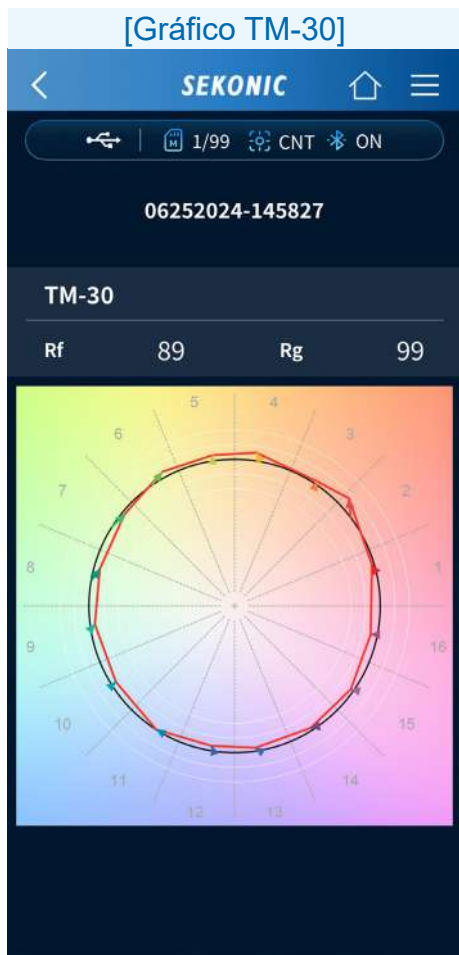 [Gráfico TM-30]
SEKONIC
M 1/99 CNT ON
06252024-145827
TM-30
Rf 89 Rg 99
5 4
6 3
7 2
8 1
9 16
10 15
11 14
12 13